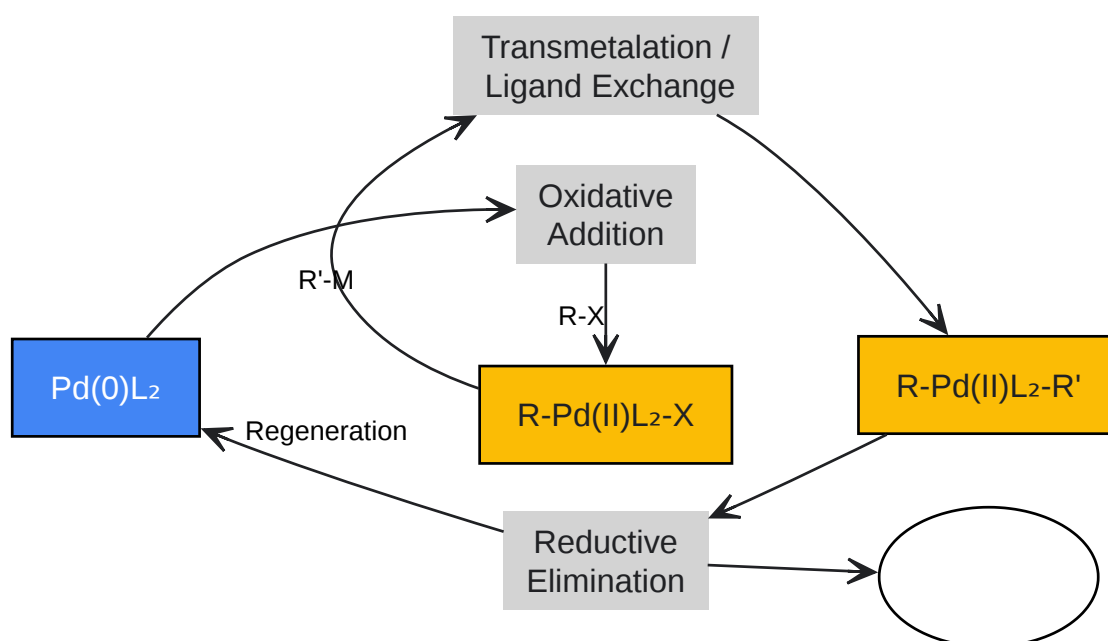 Transmetalation /
Ligand Exchange
Oxidative
Addition
R'-M
R-X
Pd(0)L₂
R-Pd(II)L₂-X
R-Pd(II)L₂-R'
Regeneration
Reductive
Elimination